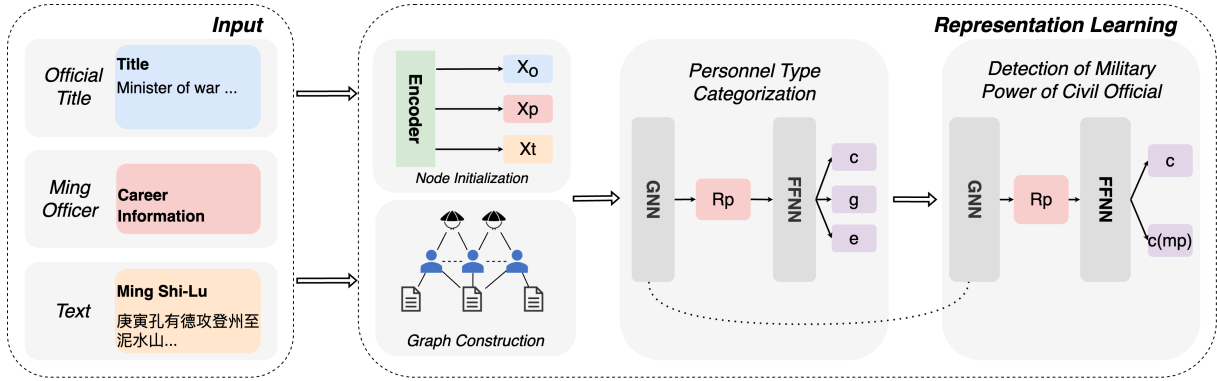 Input
Official
Title
Title
Minister of war ...
Ming
Officer
Career
Information
Text
Ming Shi-Lu
庚寅孔有德攻登州至
泥水山...
Representation Learning
Encoder
Xo
Xp
Xt
Node Initialization
Graph Construction
Personnel Type
Categorization
GNN
Rp
FFNN
c
g
e
Detection of Military
Power of Civil Official
GNN
Rp
FFNN
c
c(mp)